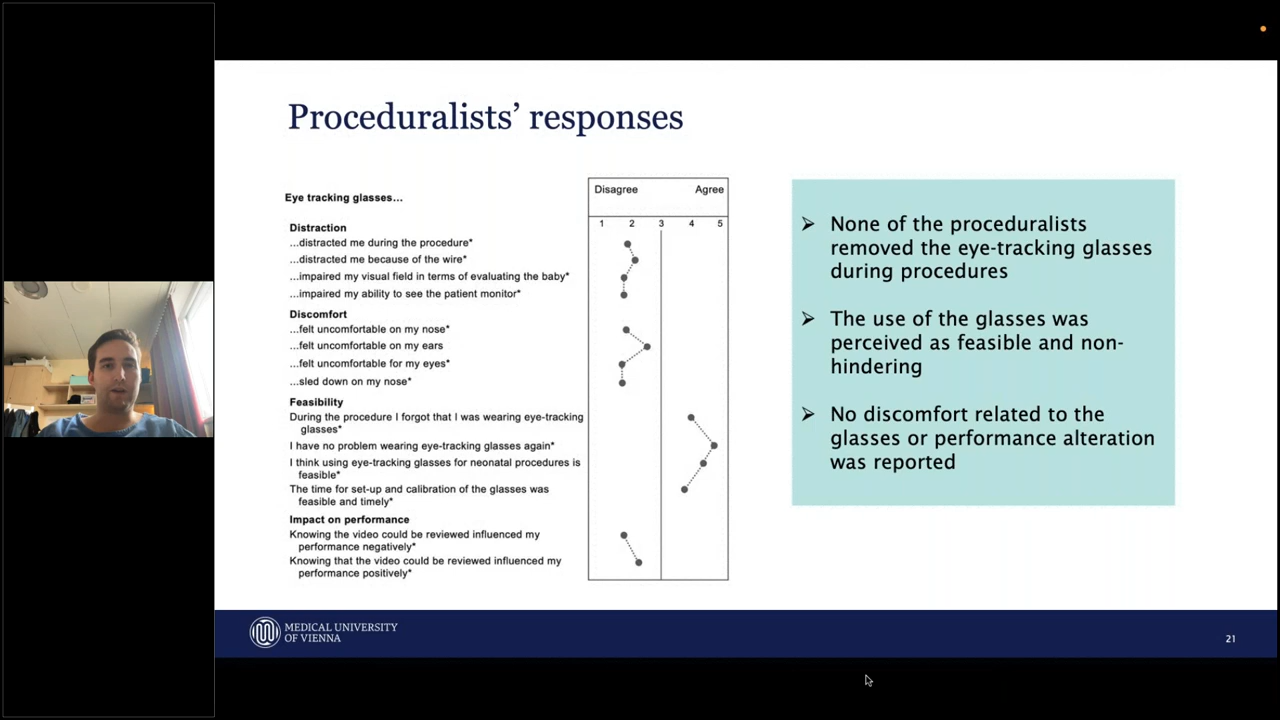 Proceduralists' responses
Eye tracking glasses...
Disagree Agree
1 2 3 4 5
Distraction
...distracted me during the procedure*
...distracted me because of the wire*
...impaired my visual field in terms of evaluating the baby*
...impaired my ability to see the patient monitor*
Discomfort
...felt uncomfortable on my nose*
...felt uncomfortable on my ears
...felt uncomfortable for my eyes*
...sled down on my nose*
Feasibility
During the procedure I forgot that I was wearing eye-tracking
glasses*
I have no problem wearing eye-tracking glasses again*
I think using eye-tracking glasses for neonatal procedures is
feasible*
The time for set-up and calibration of the glasses was
feasible and timely*
Impact on performance
Knowing the video could be reviewed influenced my
performance negatively*
Knowing that the video could be reviewed influenced my
performance positively*
➢ None of the proceduralists
removed the eye-tracking glasses
during procedures
➢ The use of the glasses was
perceived as feasible and non-
hindering
➢ No discomfort related to the
glasses or performance alteration
was reported
MEDICAL UNIVERSITY
OF VIENNA
21